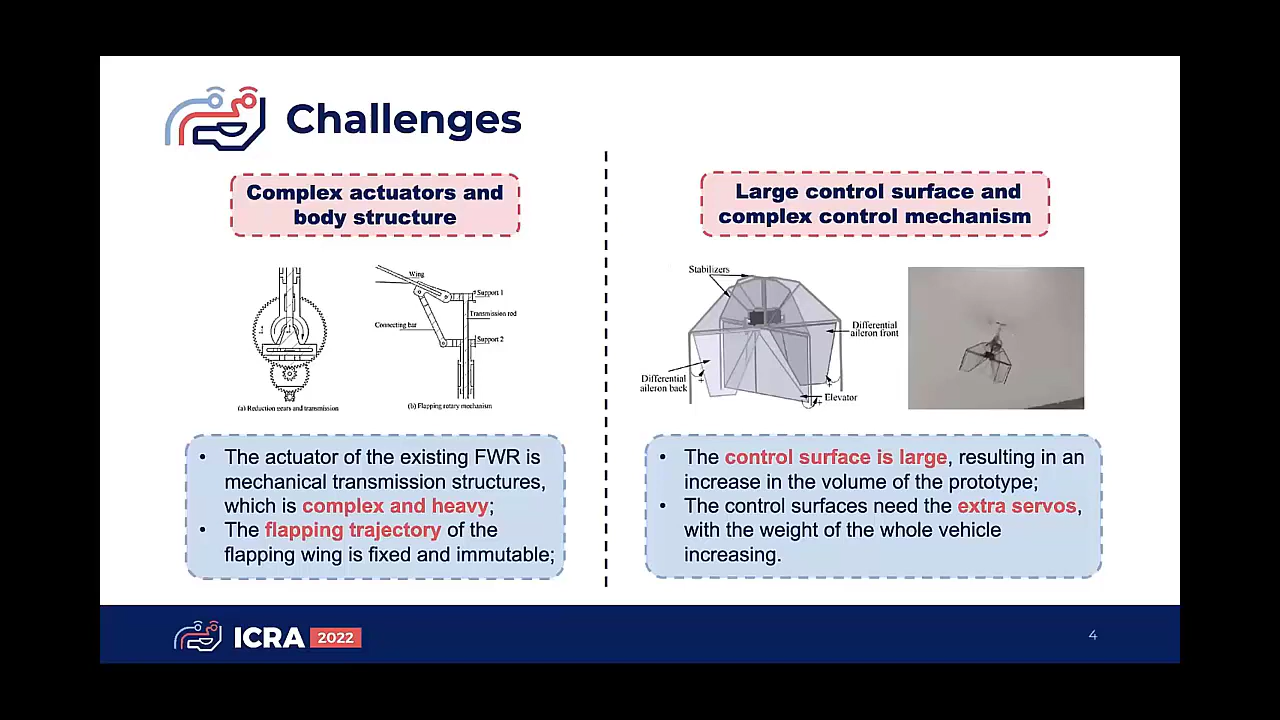 Challenges
Complex actuators and
body structure
Wing
Support 1
Transmission rod
Connecting bar
Support 2
(a) Reduction gears and transmission
(b) Flapping rotary mechanism
• The actuator of the existing FWR is
mechanical transmission structures,
which is complex and heavy;
• The flapping trajectory of the
flapping wing is fixed and immutable;
Large control surface and
complex control mechanism
Stabilizers
Differential
aileron front
Differential
aileron back
Elevator
• The control surface is large, resulting in an
increase in the volume of the prototype;
• The control surfaces need the extra servos,
with the weight of the whole vehicle
increasing.
ICRA 2022
4